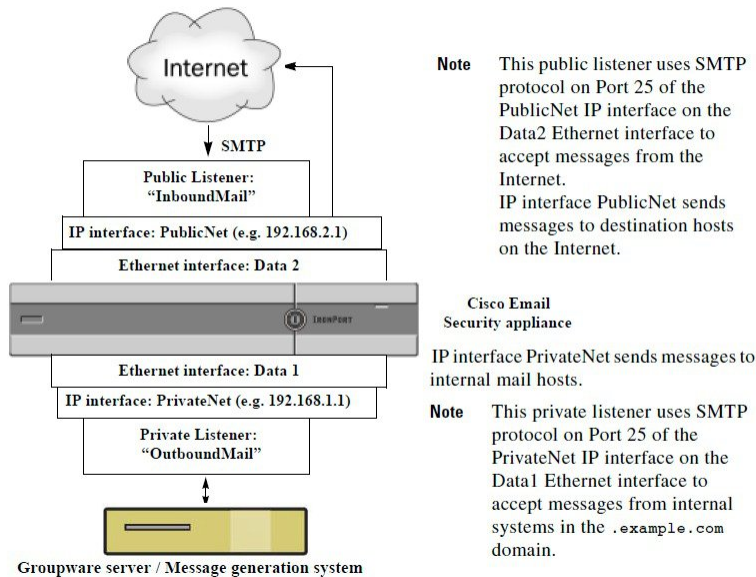 Internet
SMTP
Public Listener:
“InboundMail”
IP interface: PublicNet (e.g. 192.168.2.1)
Ethernet interface: Data 2
IRONPORT
Ethernet interface: Data 1
IP interface: PrivateNet (e.g. 192.168.1.1)
Private Listener:
“OutboundMail”
Groupware server / Message generation system
Note This public listener uses SMTP
protocol on Port 25 of the
PublicNet IP interface on the
Data2 Ethernet interface to
accept messages from the
Internet.
IP interface PublicNet sends
messages to destination hosts
on the Internet.
Cisco Email
Security appliance
IP interface PrivateNet sends messages to
internal mail hosts.
Note This private listener uses SMTP
protocol on Port 25 of the
PrivateNet IP interface on the
Data1 Ethernet interface to
accept messages from internal
systems in the .example.com
domain.